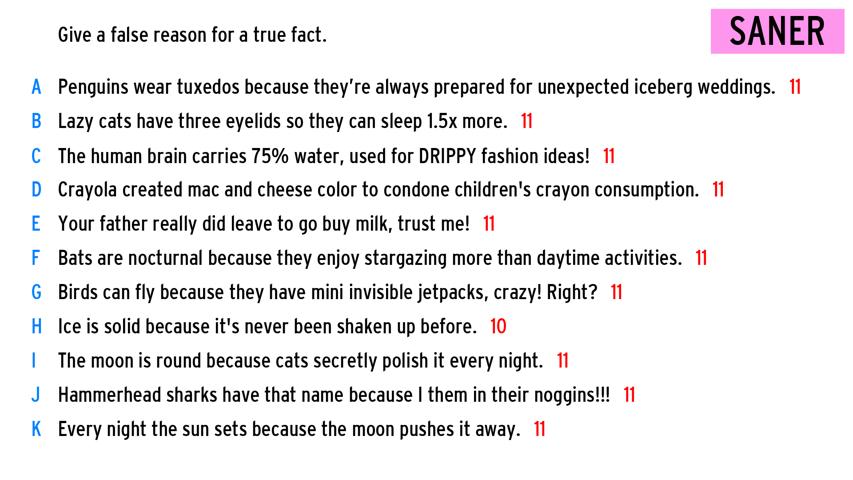 Give a false reason for a true fact.
SANER
A Penguins wear tuxedos because they're always prepared for unexpected iceberg weddings. 11
B Lazy cats have three eyelids so they can sleep 1.5x more. 11
C The human brain carries 75% water, used for DRIPPY fashion ideas! 11
D Crayola created mac and cheese color to condone children's crayon consumption. 11
E Your father really did leave to go buy milk, trust me! 11
F Bats are nocturnal because they enjoy stargazing more than daytime activities. 11
G Birds can fly because they have mini invisible jetpacks, crazy! Right? 11
H Ice is solid because it's never been shaken up before. 10
I The moon is round because cats secretly polish it every night. 11
J Hammerhead sharks have that name because I them in their noggins!!! 11
K Every night the sun sets because the moon pushes it away. 11